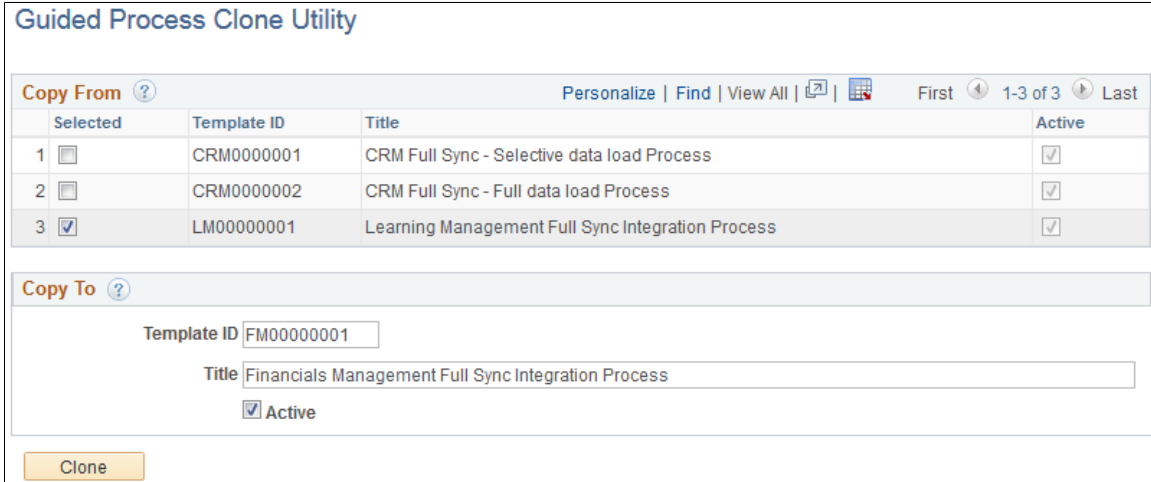 Guided Process Clone Utility
Copy From ? Personalize | Find | View All | | First 1-3 of 3 Last
Selected Template ID Title Active
1 CRM0000001 CRM Full Sync - Selective data load Process
2 CRM0000002 CRM Full Sync - Full data load Process
3 LM00000001 Learning Management Full Sync Integration Process
Copy To ?
Template ID FM00000001
Title Financials Management Full Sync Integration Process
Active
Clone